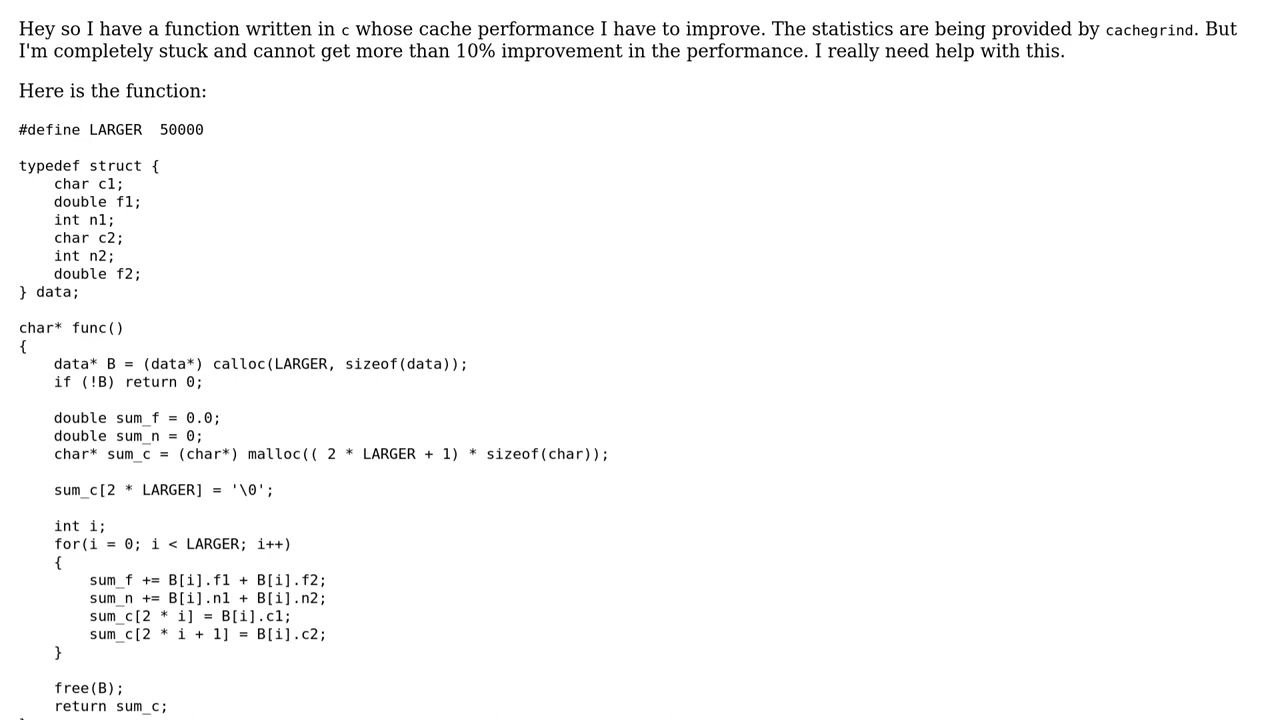 Hey so I have a function written in c whose cache performance I have to improve. The statistics are being provided by cachegrind. But
I'm completely stuck and cannot get more than 10% improvement in the performance. I really need help with this.
Here is the function:
#define LARGER  50000
typedef struct {
    char c1;
    double f1;
    int n1;
    char c2;
    int n2;
    double f2;
} data;
char* func()
{
    data* B = (data*) calloc(LARGER, sizeof(data));
    if (!B) return 0;
    double sum_f = 0.0;
    double sum_n = 0;
    char* sum_c = (char*) malloc(( 2 * LARGER + 1) * sizeof(char));
    sum_c[2 * LARGER] = '\0';
    int i;
    for(i = 0; i < LARGER; i++)
    {
        sum_f += B[i].f1 + B[i].f2;
        sum_n += B[i].n1 + B[i].n2;
        sum_c[2 * i] = B[i].c1;
        sum_c[2 * i + 1] = B[i].c2;
    }
    free(B);
    return sum_c;